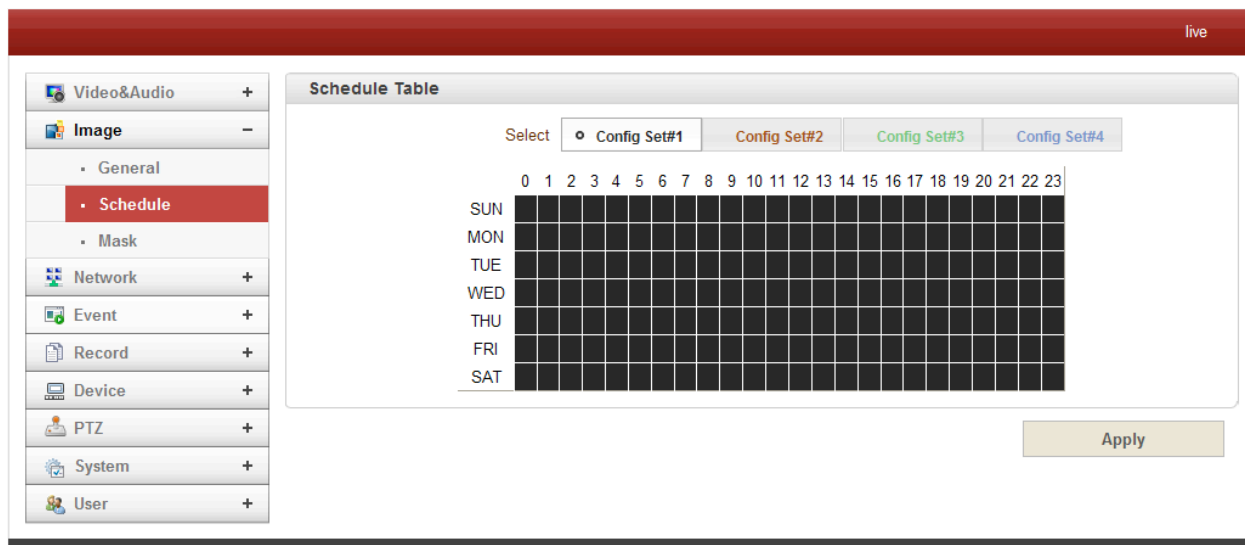 live
Video&Audio +
Image −
General
Schedule
Mask
Network +
Event +
Record +
Device +
PTZ +
System +
User +
Schedule Table
Select Config Set#1 Config Set#2 Config Set#3 Config Set#4
0 1 2 3 4 5 6 7 8 9 10 11 12 13 14 15 16 17 18 19 20 21 22 23
SUN
MON
TUE
WED
THU
FRI
SAT
Apply